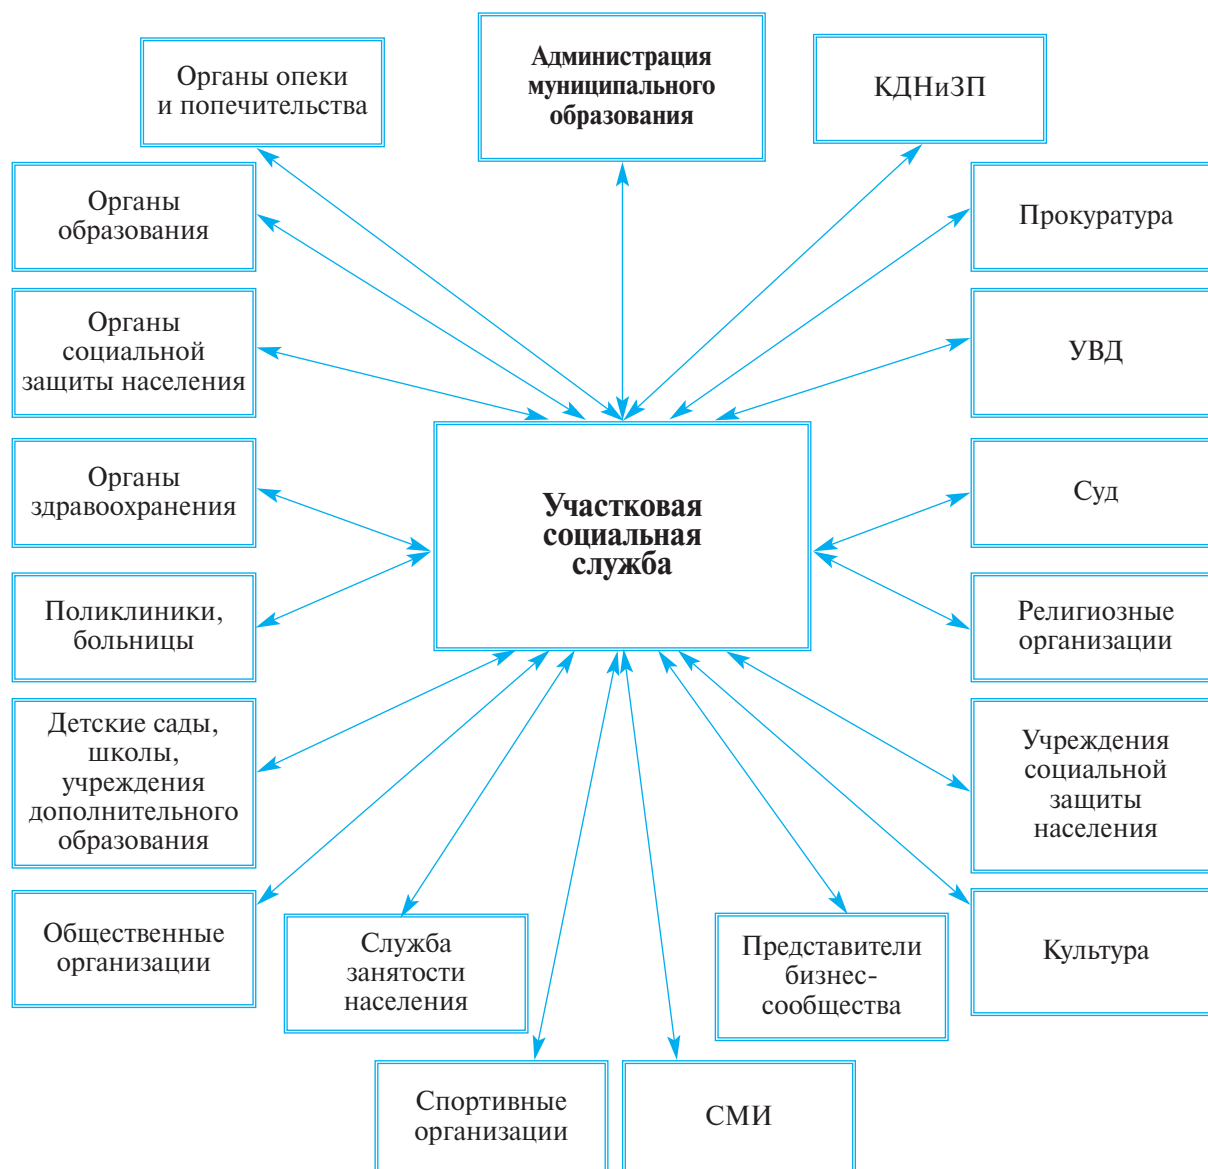 Администрация
муниципального
образования
Органы опеки
и попечительства
КДНиЗП
Органы
образования
Прокуратура
Органы
социальной
защиты населения
УВД
Органы
здравоохранения
Участковая
социальная
служба
Суд
Поликлиники,
больницы
Религиозные
организации
Детские сады,
школы,
учреждения
дополнительного
образования
Учреждения
социальной
защиты
населения
Общественные
организации
Служба
занятости
населения
Представители
бизнес-
сообщества
Культура
Спортивные
организации
СМИ